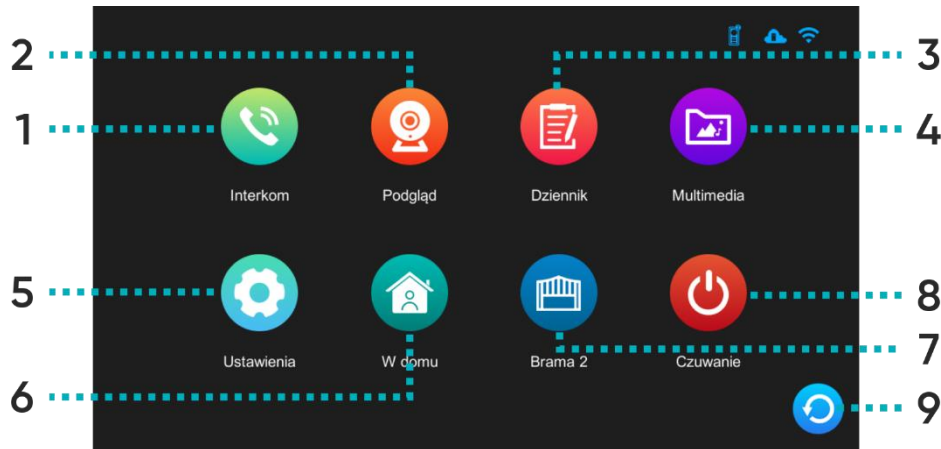 2
3
1
4
Interkom
Podgląd
Dziennik
Multimedia
5
8
7
Ustawienia
W domu
Brama 2
Czuwanie
6
9